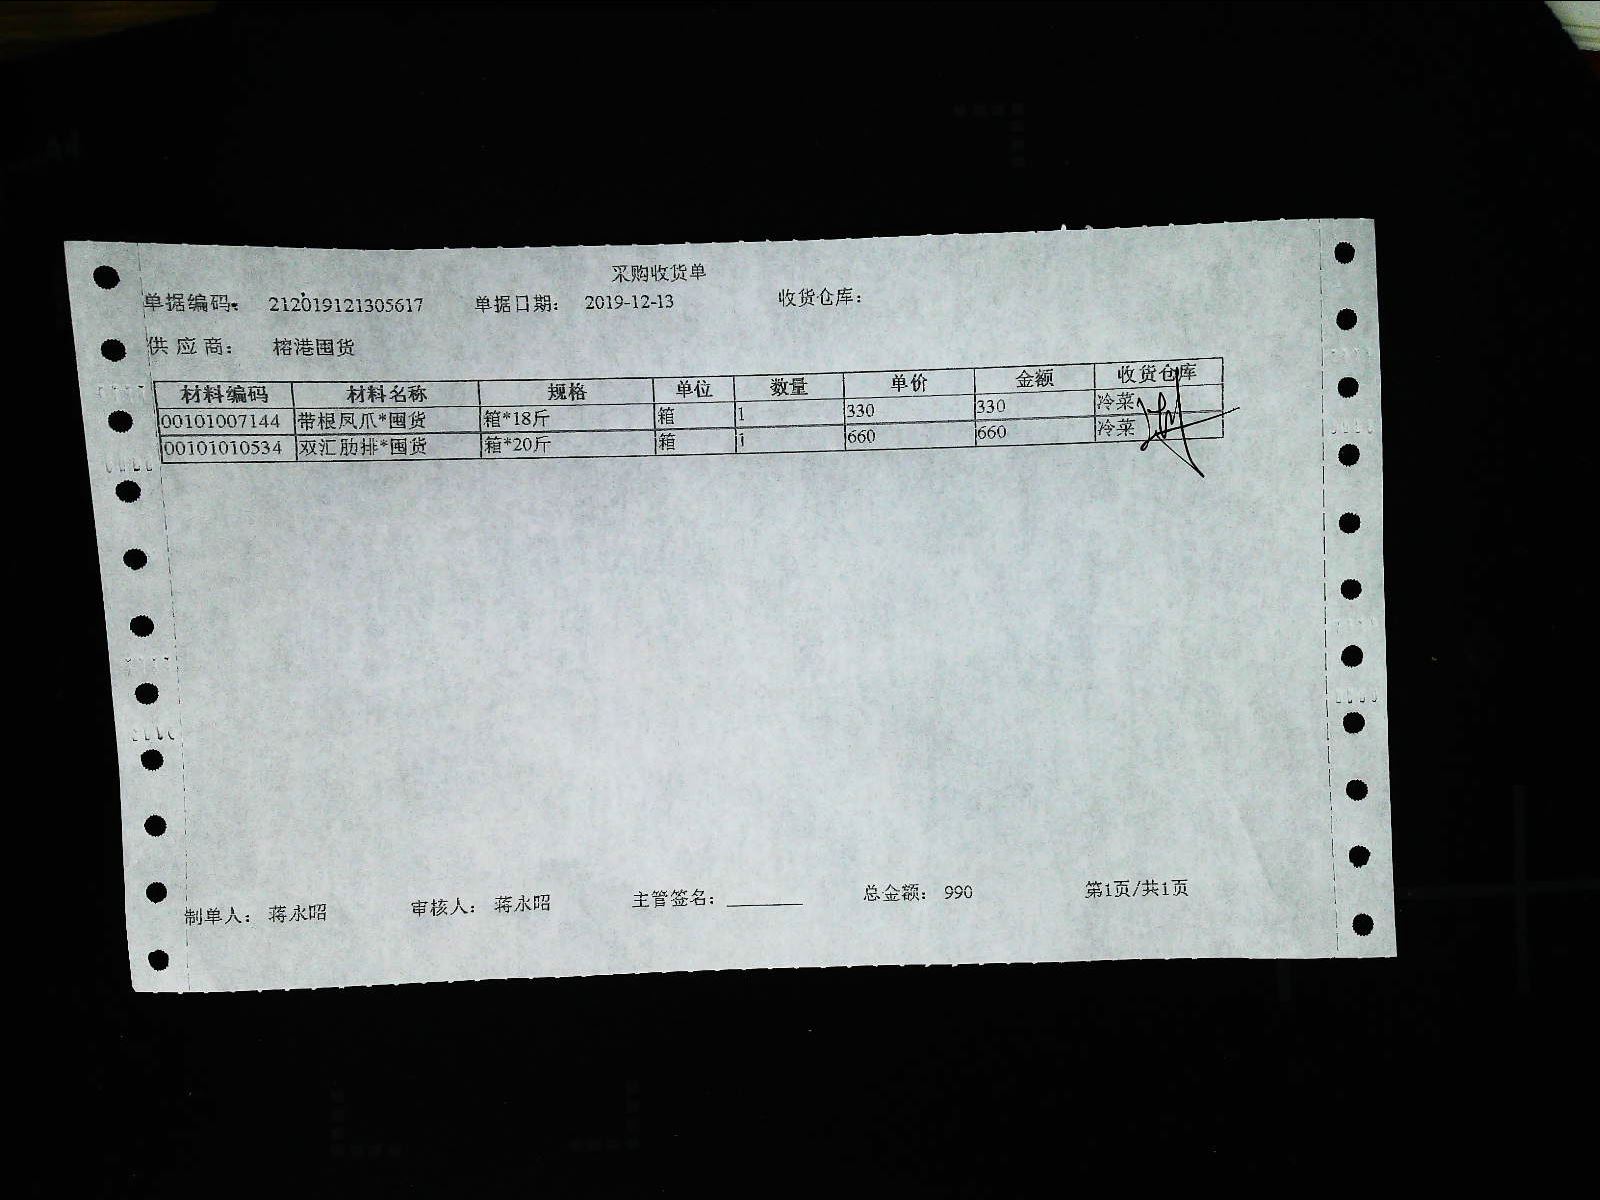 采购收货单
单据编码: 212019121305617 单据日期: 2019-12-13 收货仓库:
供应商: 榕港囤货
材料编码 材料名称 规格 单位 数量 单价 金额 收货仓库
00101007144 带根凤爪*囤货 箱*18斤 箱 1 330 330 冷菜
00101010534 双汇肋排*囤货 箱*20斤 箱 1 660 660 冷菜
制单人: 蒋永昭 审核人: 蒋永昭 主管签名: 总金额: 990 第1页/共1页